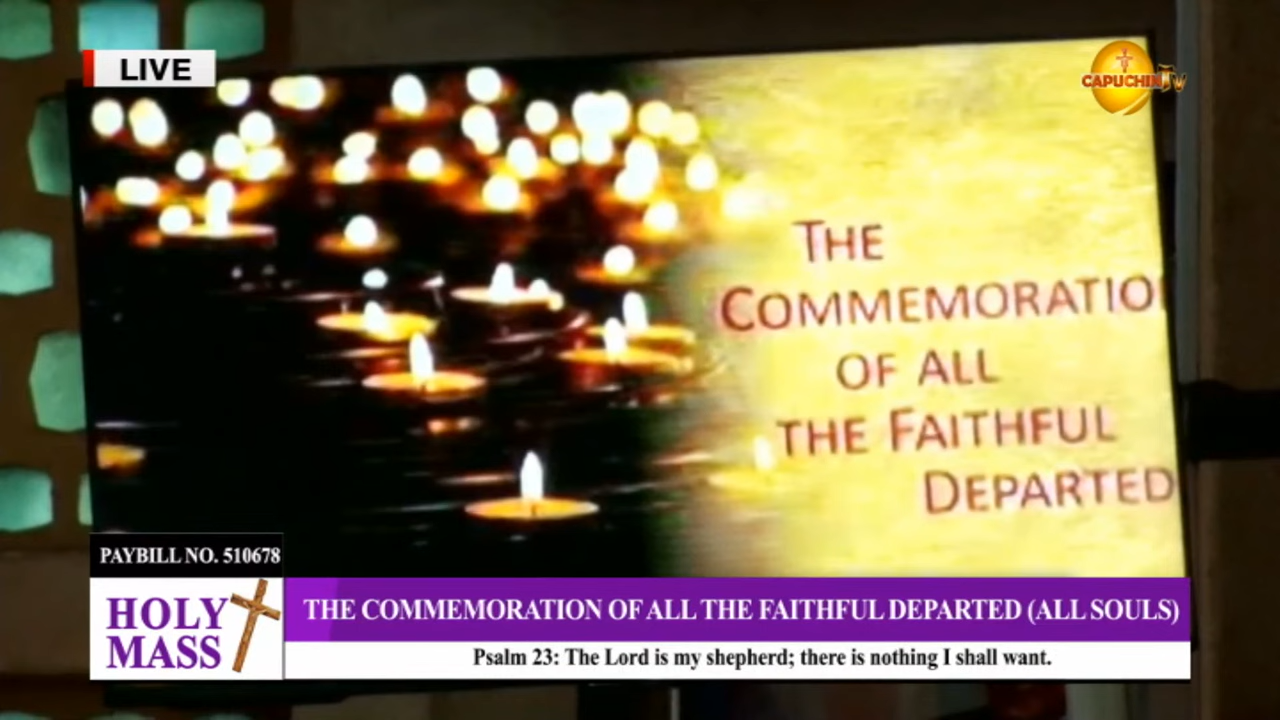 LIVE
CAPUCHIN TV
THE
COMMEMORATIO
OF ALL
THE FAITHFUL
DEPARTED
PAYBILL NO. 510678
HOLY
MASS
THE COMMEMORATION OF ALL THE FAITHFUL DEPARTED (ALL SOULS)
Psalm 23: The Lord is my shepherd; there is nothing I shall want.